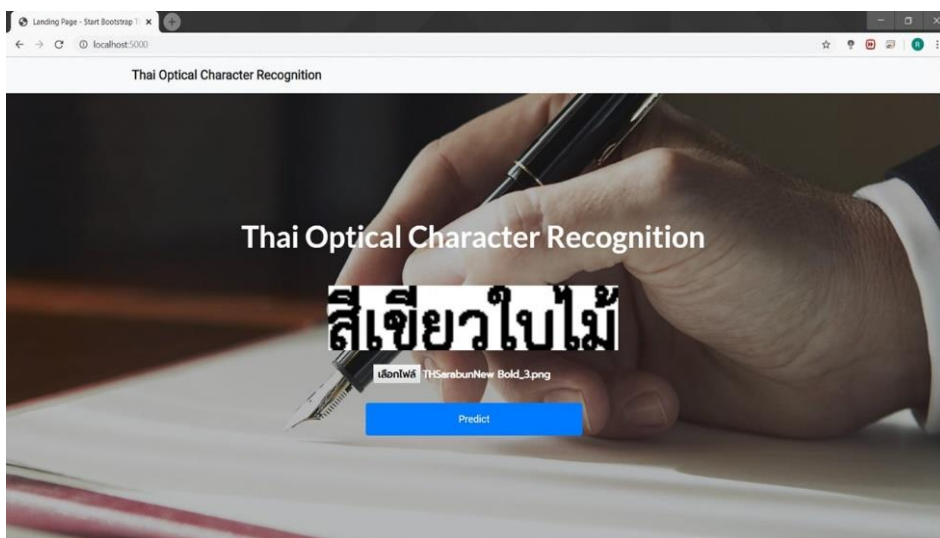 Landing Page - Start Bootstrap T
localhost:5000
R
Thai Optical Character Recognition
Thai Optical Character Recognition
สีเขียวใบไม้
เลือกไฟล์ THSarabunNew Bold_3.png
Predict